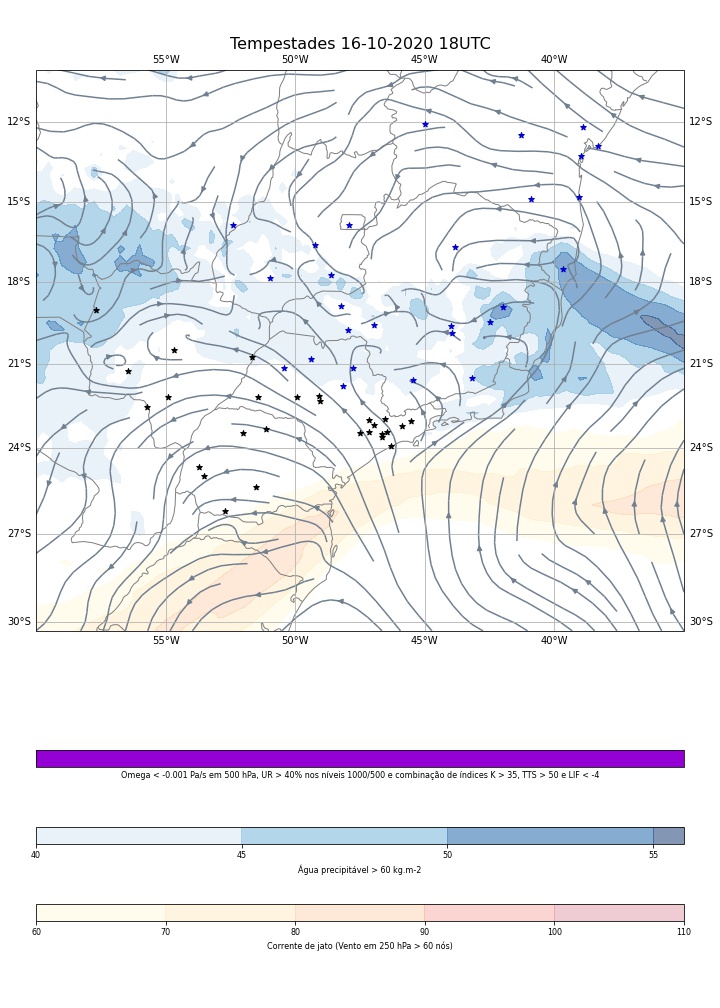 Tempestades 16-10-2020 18UTC
55°W 50°W 45°W 40°W
12°S 12°S
15°S 15°S
18°S 18°S
21°S 21°S
24°S 24°S
27°S 27°S
30°S 30°S
55°W 50°W 45°W 40°W
Omega < -0.001 Pa/s em 500 hPa, UR > 40% nos níveis 1000/500 e combinação de índices K > 35, TTS > 50 e LIF < -4
40 45 50 55
Água precipitável > 60 kg.m-2
60 70 80 90 100 110
Corrente de jato (Vento em 250 hPa > 60 nós)